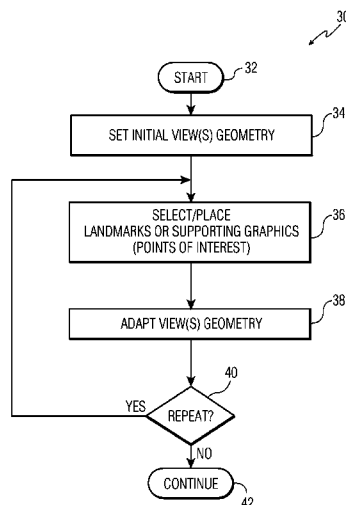 30
START
32
SET INITIAL VIEW(S) GEOMETRY
34
SELECT/PLACE
LANDMARKS OR SUPPORTING GRAPHICS
(POINTS OF INTEREST)
36
ADAPT VIEW(S) GEOMETRY
38
40
YES
REPEAT?
NO
CONTINUE
42